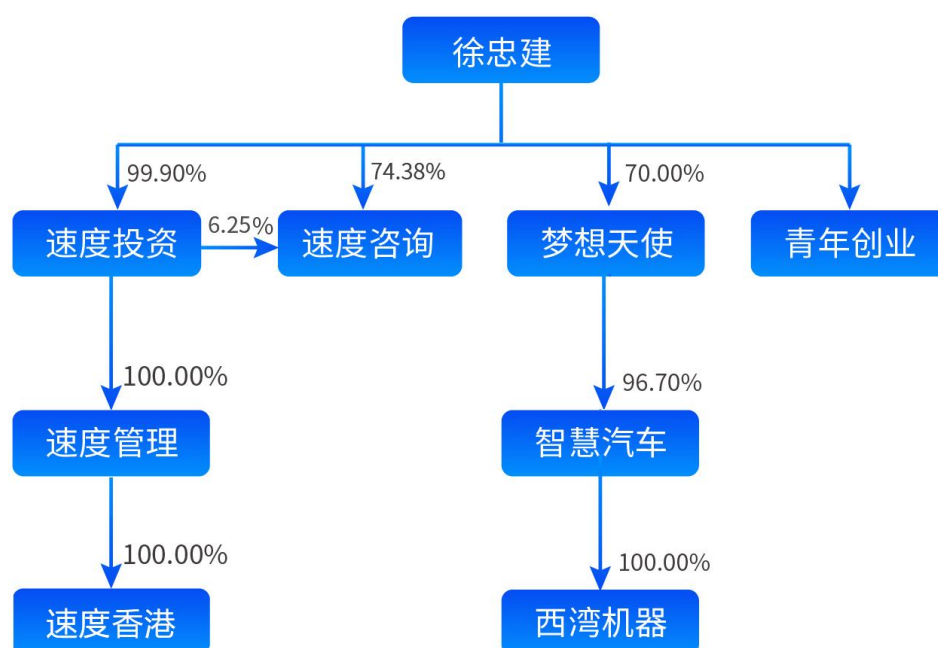 徐忠建
99.90%
74.38%
70.00%
速度投资
6.25%
速度咨询
梦想天使
青年创业
100.00%
96.70%
速度管理
智慧汽车
100.00%
100.00%
速度香港
西湾机器